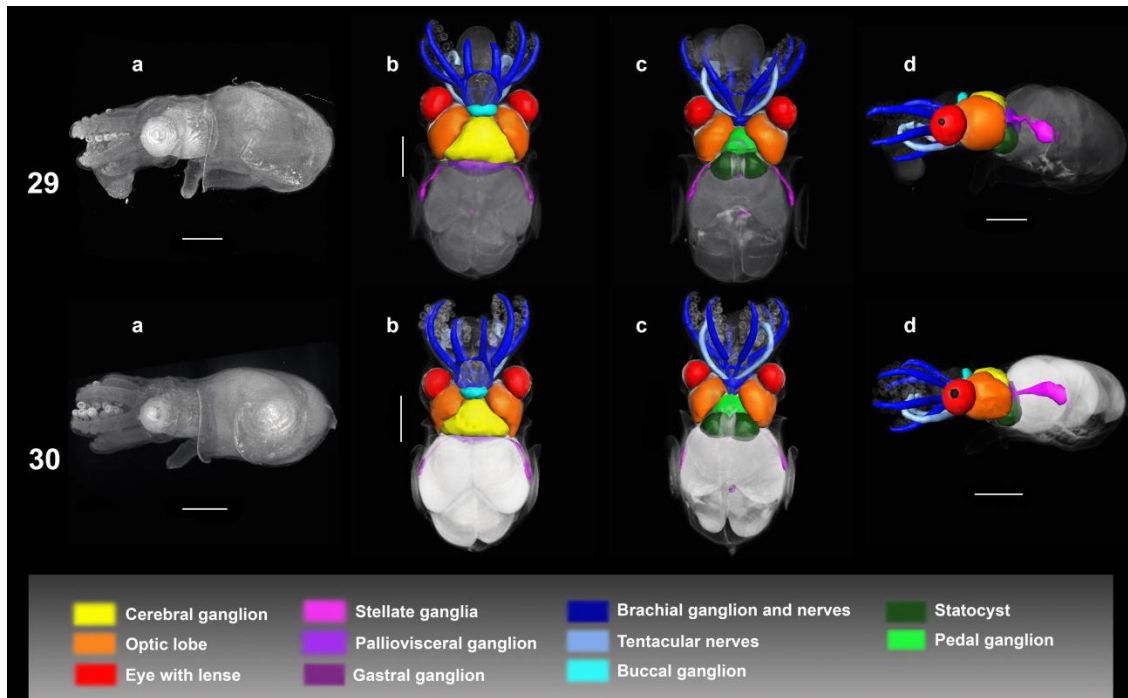 a b c d
29
a b c d
30
Cerebral ganglion Stellate ganglia Brachial ganglion and nerves Statocyst
Optic lobe Palliovisceral ganglion Tentacular nerves Pedal ganglion
Eye with lense Gastral ganglion Buccal ganglion